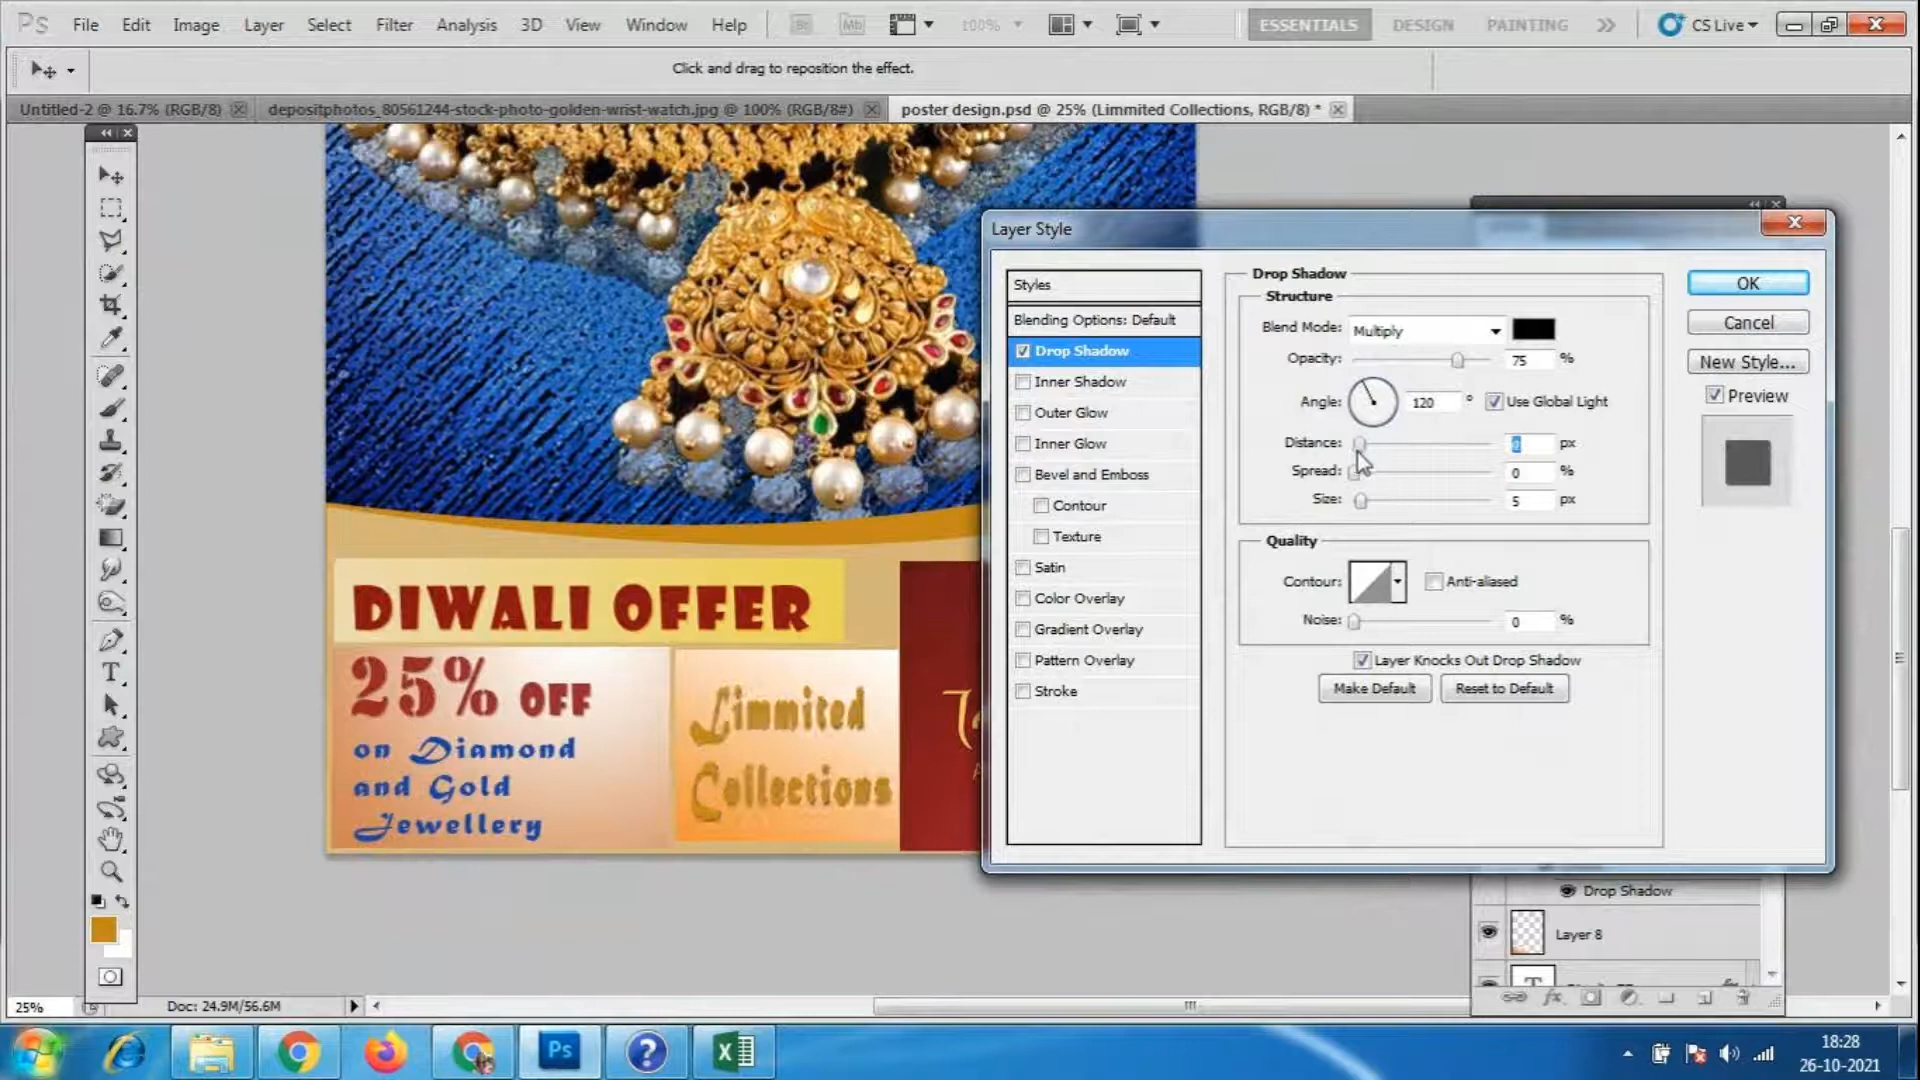 Ps File Edit Image Layer Select Filter Analysis 3D View Window Help Br Mb 100% ESSENTIALS DESIGN PAINTING CS Live
Click and drag to reposition the effect.
Untitled-2 @ 16.7% (RGB/8) depositphotos_80561244-stock-photo-golden-wrist-watch.jpg @ 100% (RGB/8#) poster design.psd @ 25% (Limmited Collections, RGB/8) *
Layer Style
Styles
Blending Options: Default
Drop Shadow
Inner Shadow
Outer Glow
Inner Glow
Bevel and Emboss
Contour
Texture
Satin
Color Overlay
Gradient Overlay
Pattern Overlay
Stroke
Drop Shadow
Structure
Blend Mode: Multiply
Opacity: 75 %
Angle: 120 ° Use Global Light
Distance: px
Spread: 0 %
Size: 5 px
Quality
Contour: Anti-aliased
Noise: 0 %
Layer Knocks Out Drop Shadow
Make Default Reset to Default
OK
Cancel
New Style...
Preview
DIWALI OFFER
25% OFF
on Diamond
and Gold
Jewellery
Limmited
Collections
T
Drop Shadow
Layer 8
25% Doc: 24.9M/56.6M
Ps
18:28
26-10-2021